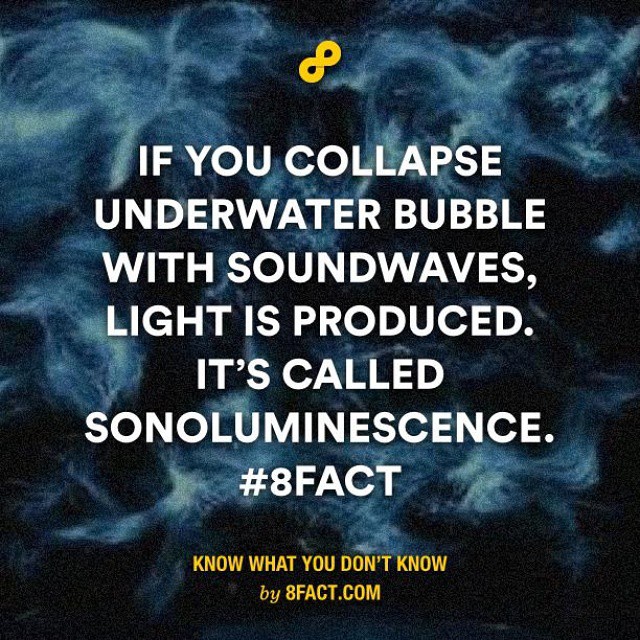 IF YOU COLLAPSE
UNDERWATER BUBBLE
WITH SOUNDWAVES,
LIGHT IS PRODUCED.
IT'S CALLED
SONOLUMINESCENCE.
#8FACT
KNOW WHAT YOU DON'T KNOW
by 8FACT.COM